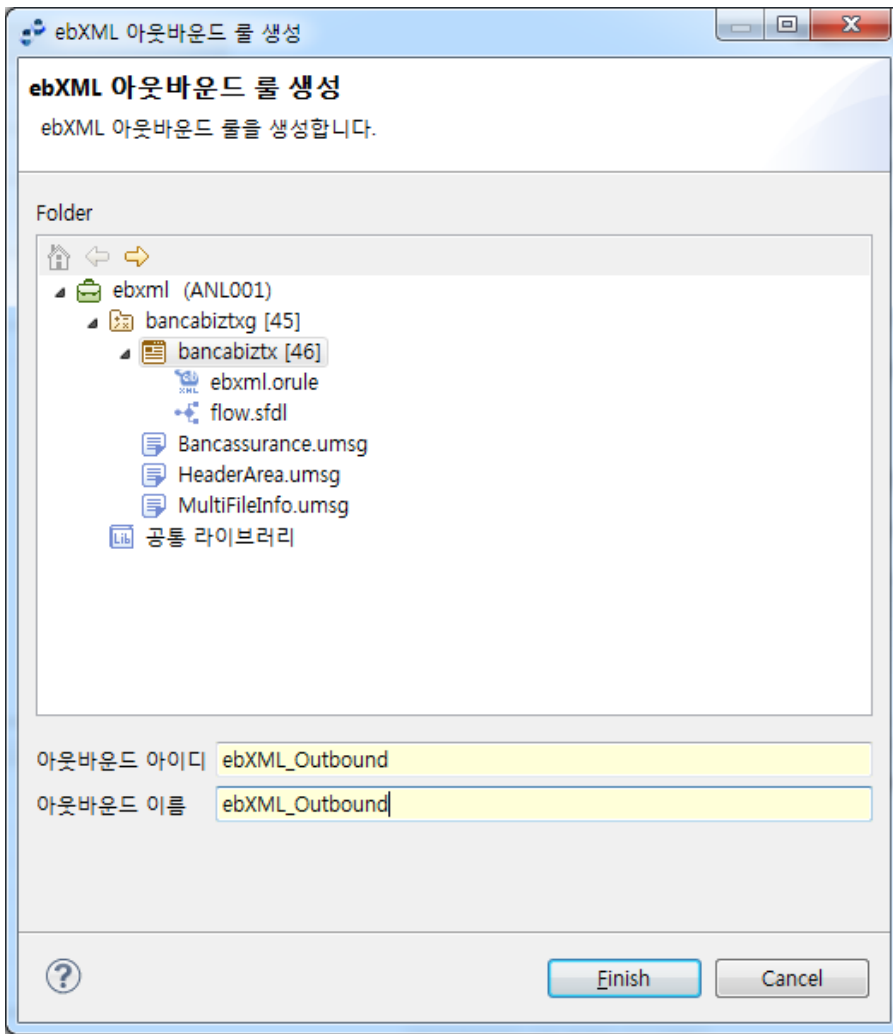 ebXML 아웃바운드 룰 생성
ebXML 아웃바운드 룰 생성
ebXML 아웃바운드 룰을 생성합니다.
Folder
ebxml (ANL001)
bancabiztxg [45]
bancabiztx [46]
ebxml.orule
flow.sfdl
Bancassurance.umsg
HeaderArea.umsg
MultiFileInfo.umsg
Lib 공통 라이브러리
아웃바운드 아이디 ebXML_Outbound
아웃바운드 이름 ebXML_Outbound
? Finish Cancel